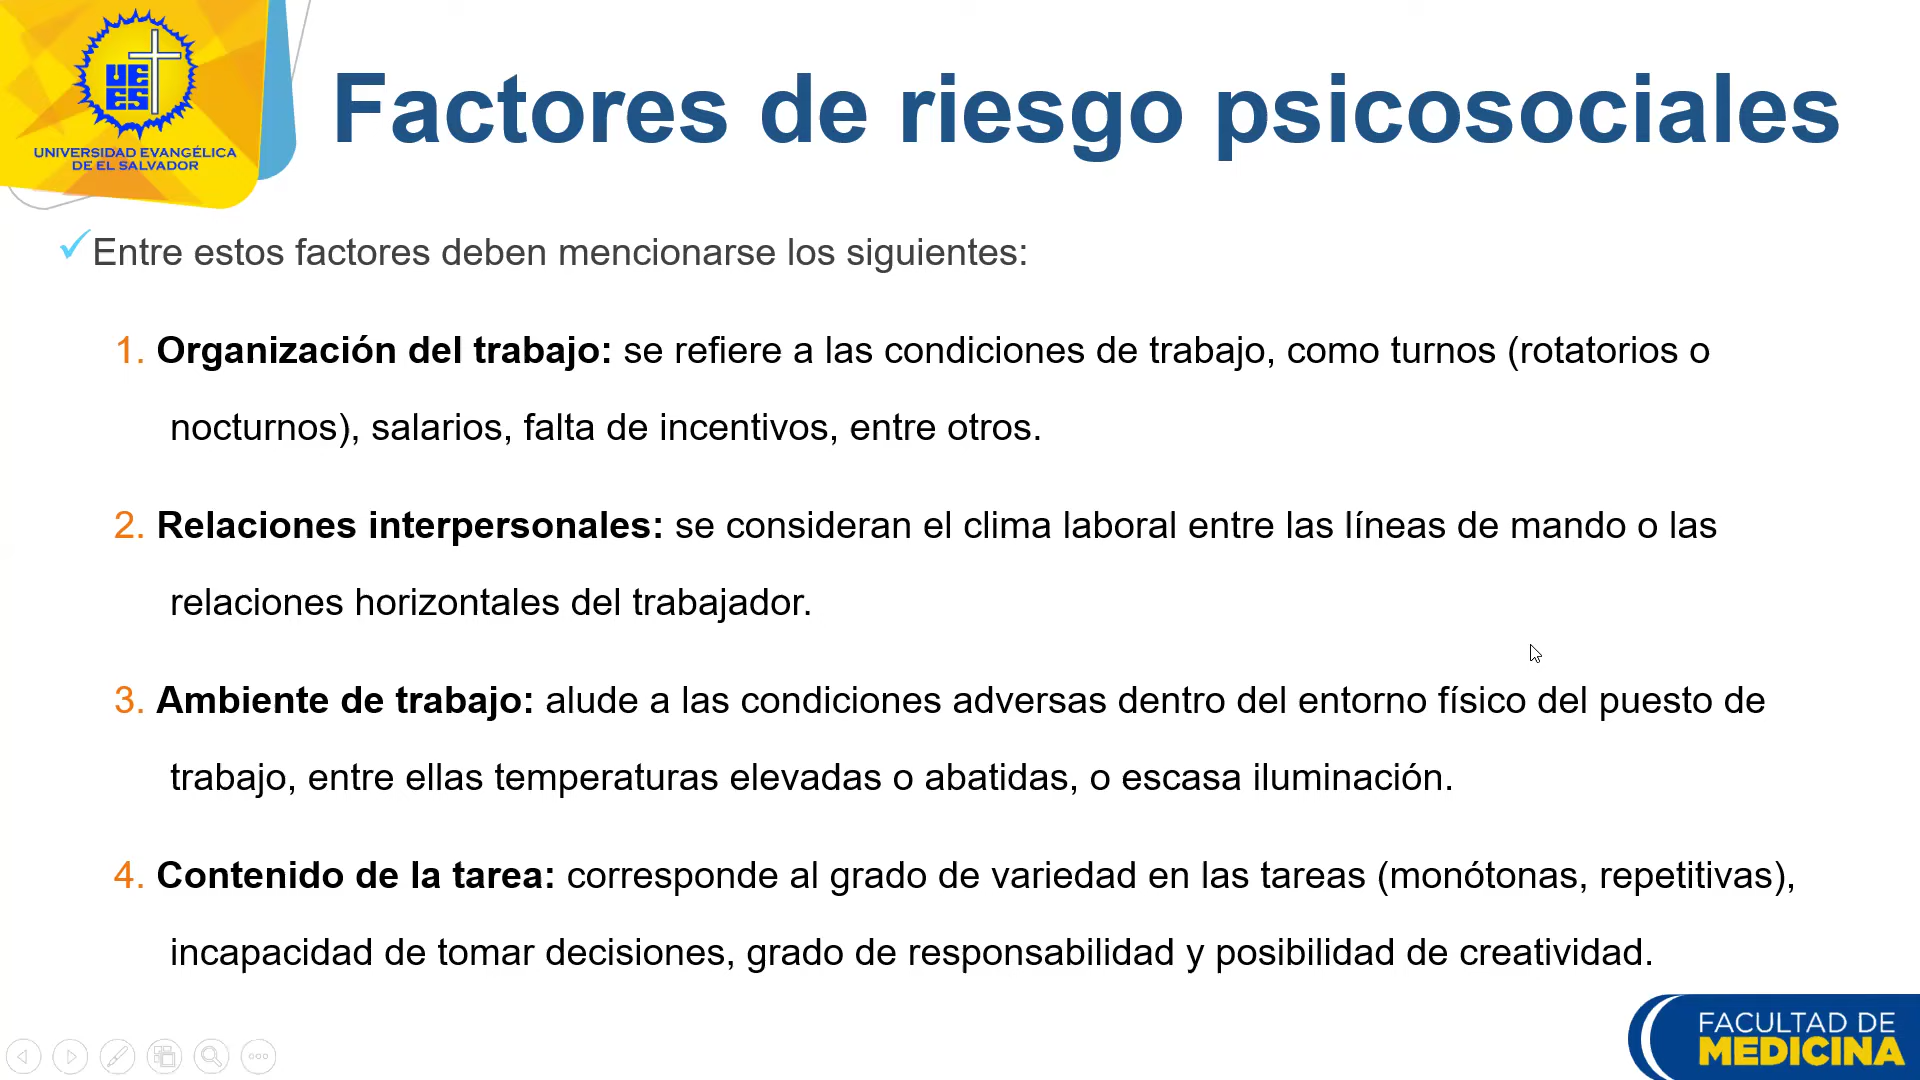 UE
ES
UNIVERSIDAD EVANGÉLICA
DE EL SALVADOR
Factores de riesgo psicosociales
Entre estos factores deben mencionarse los siguientes:
1. Organización del trabajo: se refiere a las condiciones de trabajo, como turnos (rotatorios o
nocturnos), salarios, falta de incentivos, entre otros.
2. Relaciones interpersonales: se consideran el clima laboral entre las líneas de mando o las
relaciones horizontales del trabajador.
3. Ambiente de trabajo: alude a las condiciones adversas dentro del entorno físico del puesto de
trabajo, entre ellas temperaturas elevadas o abatidas, o escasa iluminación.
4. Contenido de la tarea: corresponde al grado de variedad en las tareas (monótonas, repetitivas),
incapacidad de tomar decisiones, grado de responsabilidad y posibilidad de creatividad.
FACULTAD DE
MEDICINA